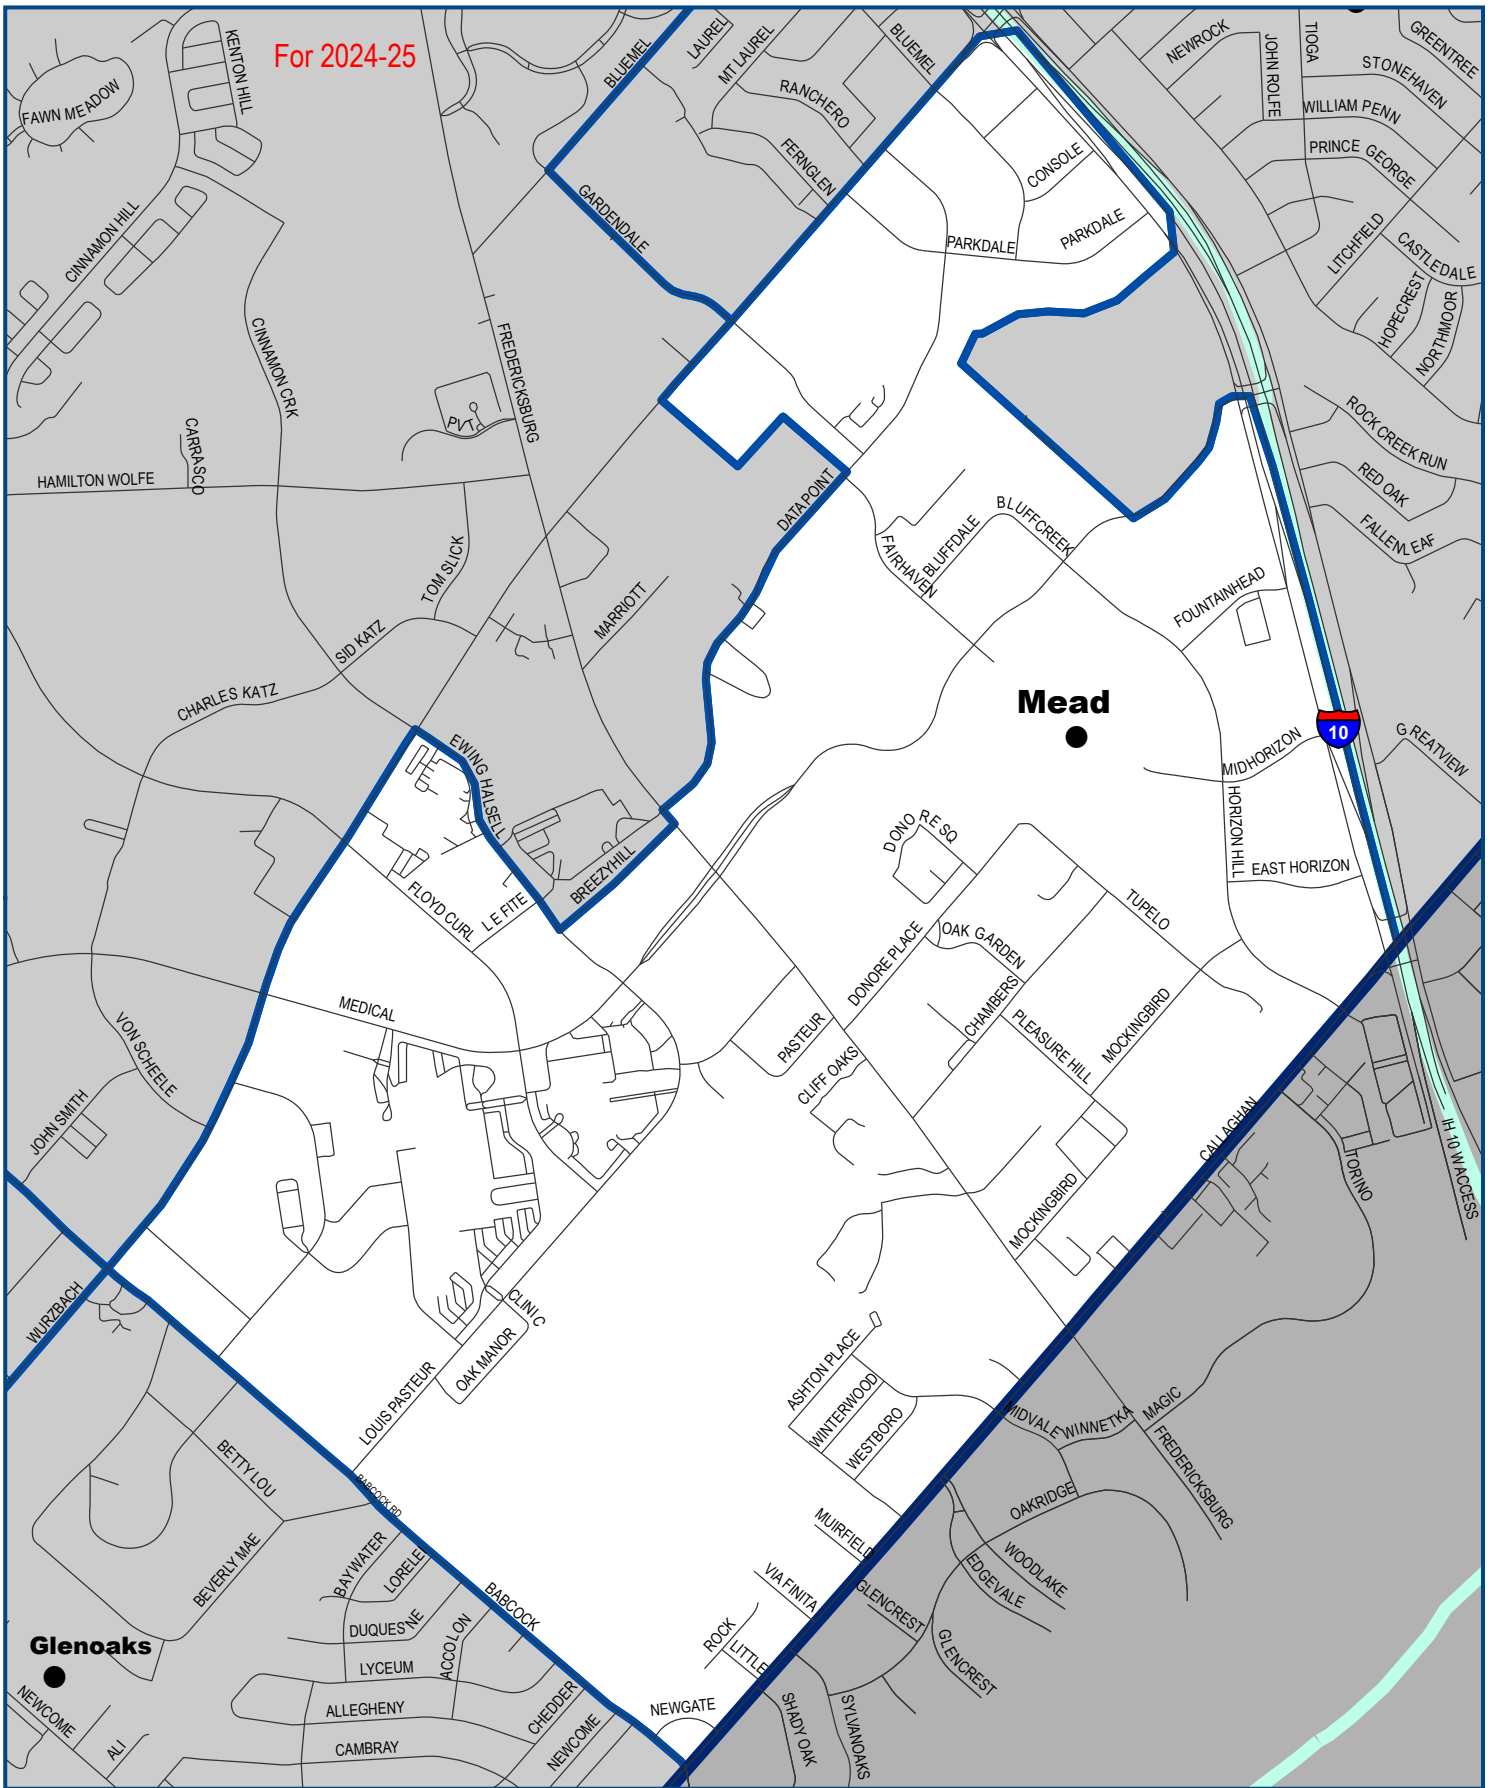 For 2024-25
KENTON HILL
FAWN MEADOW
CINNAMON HILL
CINNAMON CRK
BLUEMEL
LAUREL
MT LAUREL
BLUEMEL
RANCHERO
FERNGLEN
GARDENDALE
CONSOLE
PARKDALE
PARKDALE
NEWROCK
JOHN ROLFE
TIOGA
GREENTREE
STONEHAVEN
WILLIAM PENN
PRINCE GEORGE
LITCHFIELD
CASTLEDALE
HOPECREST
NORTHMOOR
FREDERICKSBURG
PVT
CARRASCO
HAMILTON WOLFE
ROCK CREEK RUN
RED OAK
FALLENLEAF
DATAPOINT
BLUFFCREEK
BLUFFDALE
FAIRHAVEN
TOM SLICK
MARRIOTT
SID KATZ
CHARLES KATZ
FOUNTAINHEAD
Mead
10
GREATVIEW
MIDHORIZON
HORIZON HILL
EAST HORIZON
EWING HALSELL
BREEZYHILL
LE FITE
FLOYD CURL
DONORE SQ
TUPELO
OAK GARDEN
DONORE PLACE
CHAMBERS
PLEASURE HILL
MOCKINGBIRD
MEDICAL
PASTEUR
CLIFF OAKS
VON SCHEELE
JOHN SMITH
CALLAGHAN
TORINO
IH 10 W ACCESS
MOCKINGBIRD
WURZBACH
CLINIC
OAK MANOR
LOUIS PASTEUR
ASHTON PLACE
WINTERWOOD
WESTBORO
MIDVALE
WINNETKA
MAGIC
FREDERICKSBURG
BETTY LOU
BABCOCK RD
BEVERLY MAE
BAYWATER
LORELEI
OAKRIDGE
WOODLAKE
EDGEVALE
MUIRFIELD
VIA FINITA
GLENCREST
GLENCREST
BABCOCK
DUQUESNE
ACCOLON
ROCK
LITTLE
Glenoaks
LYCEUM
ALLEGHENY
CHEDDER
NEWCOME
CAMBRAY
NEWCOME
ALI
NEWGATE
SHADY OAK
SYLVANOAKS